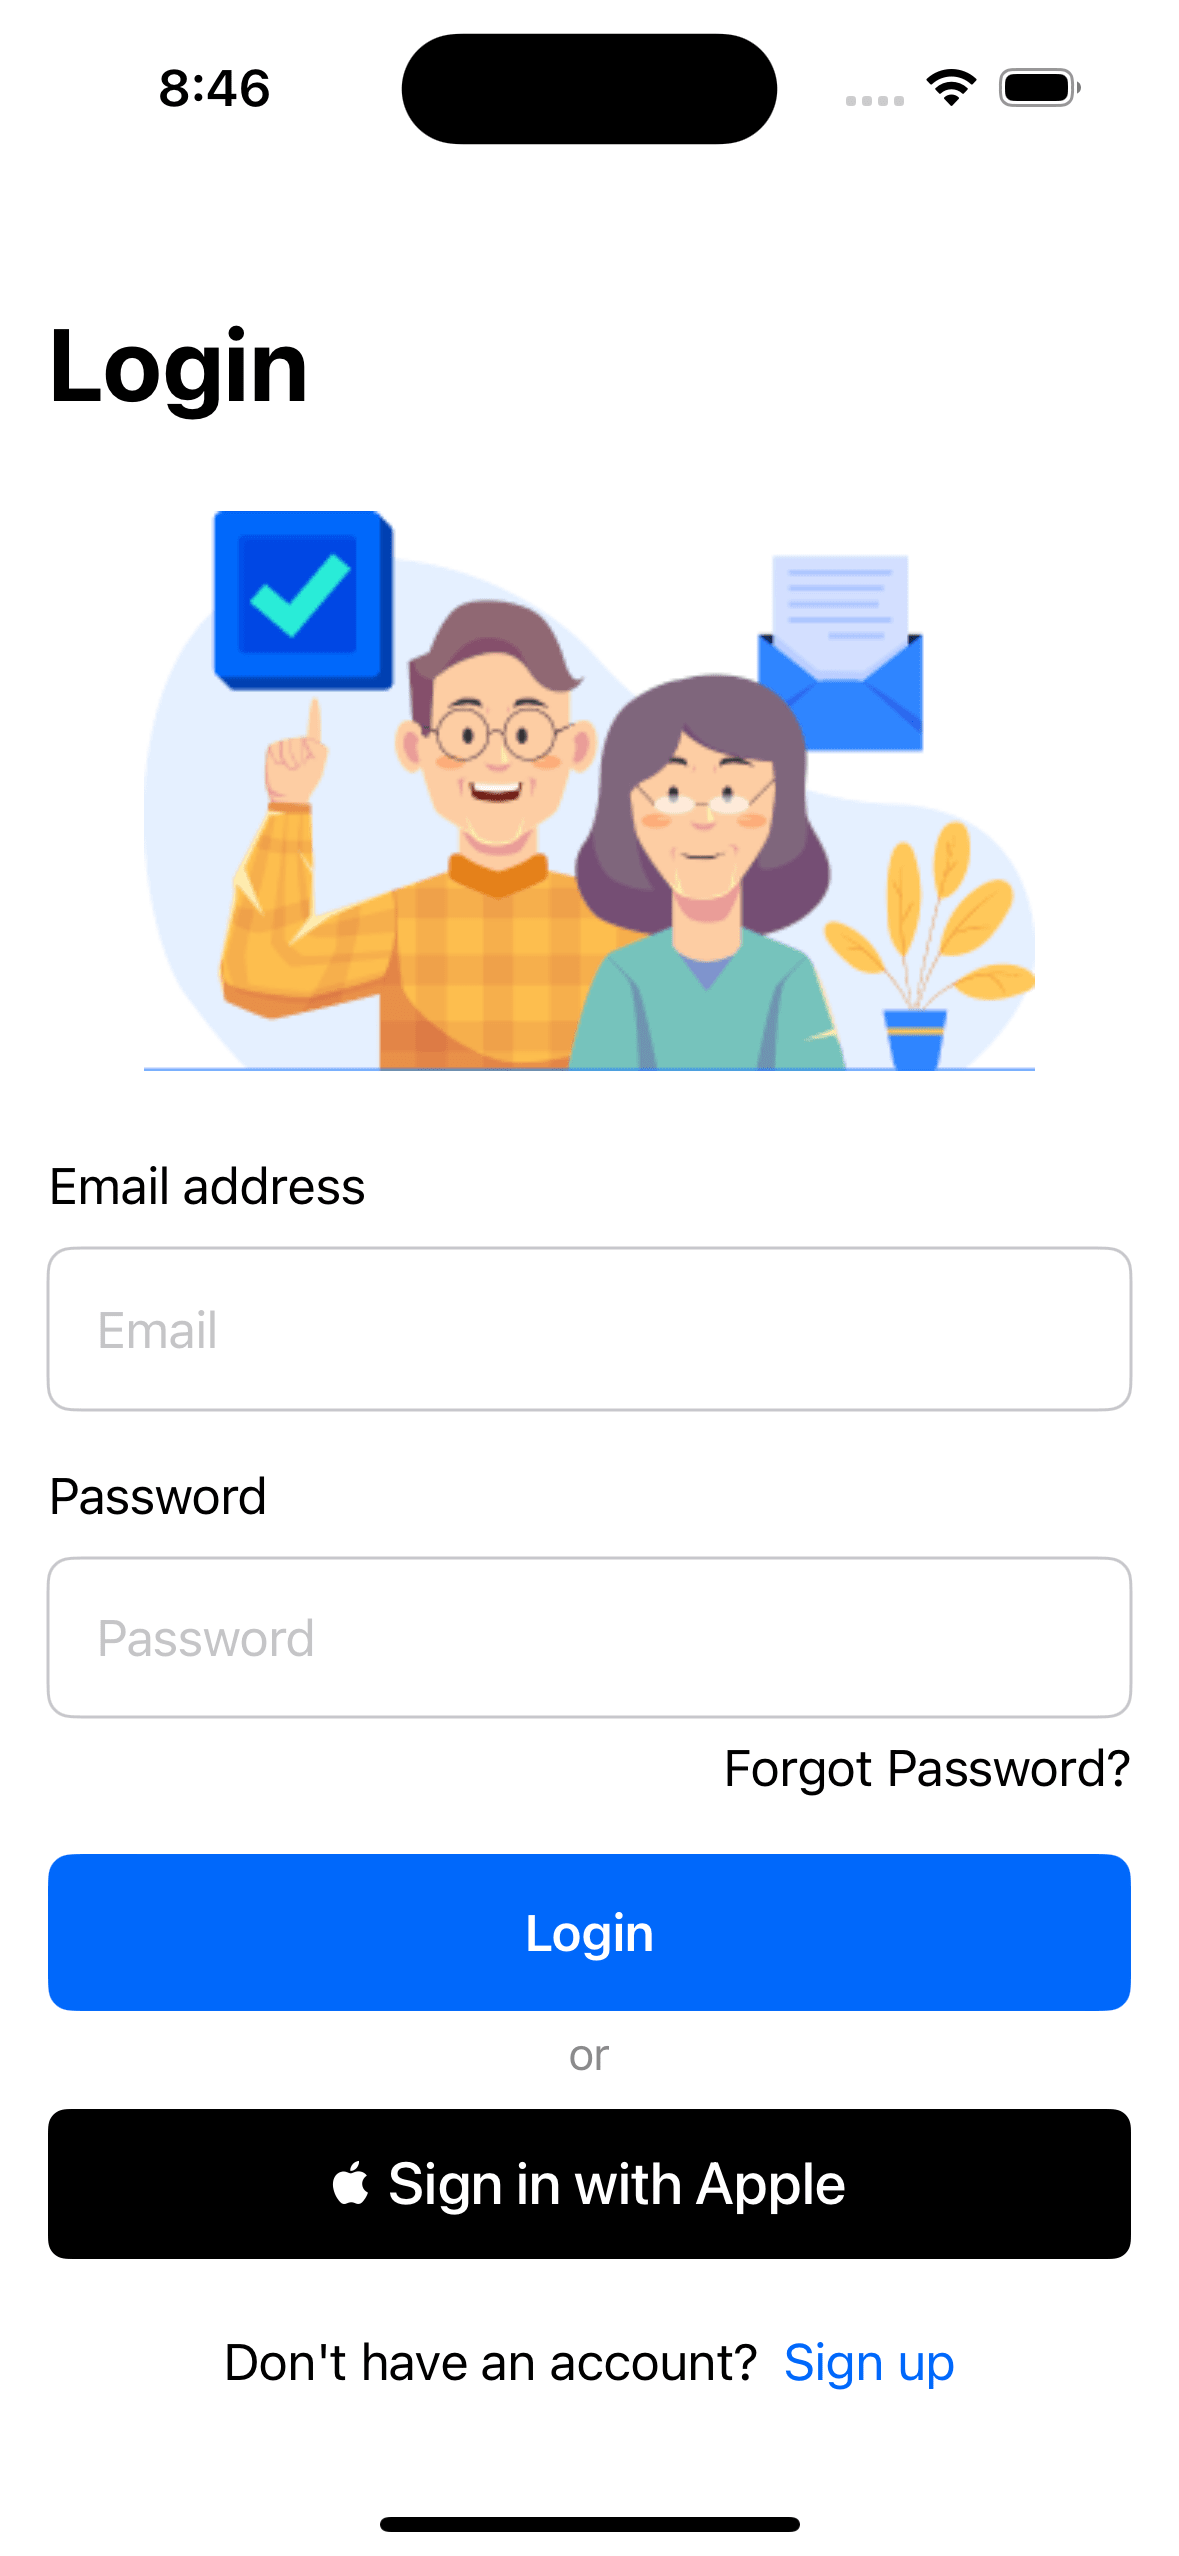 8:46
Login
Email address
Email
Password
Password
Forgot Password?
Login
or
Sign in with Apple
Don't have an account? Sign up